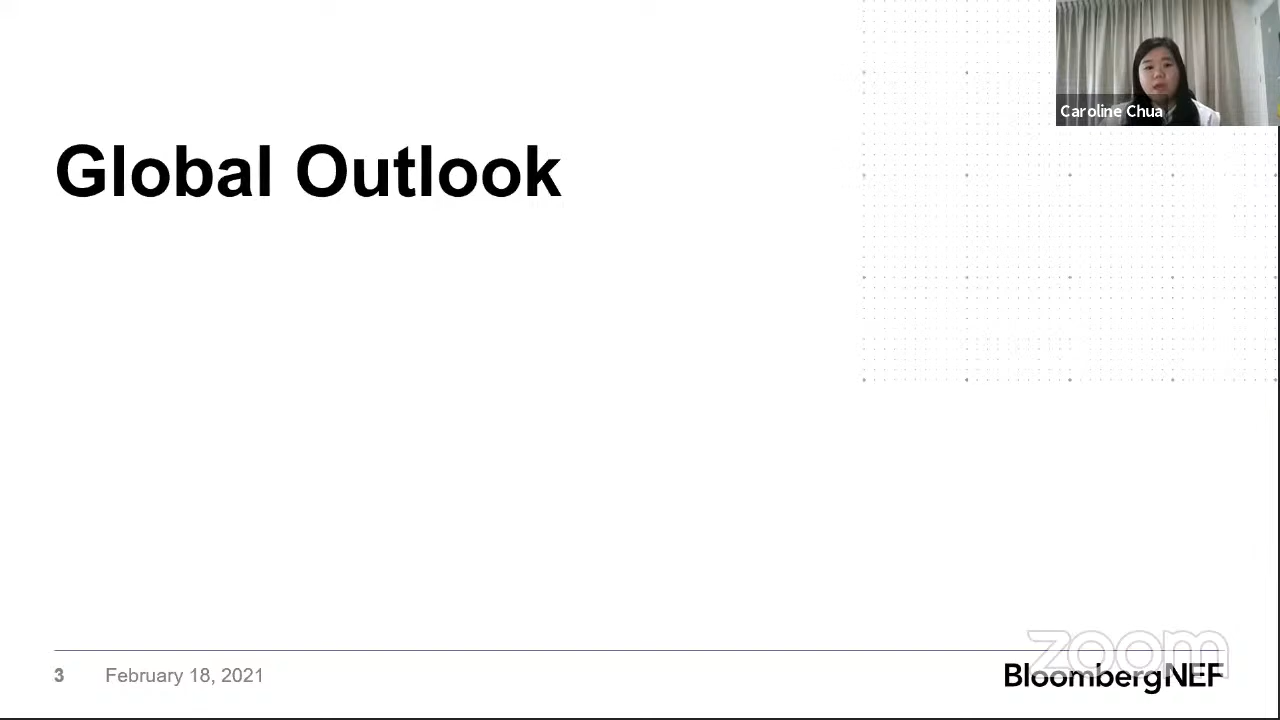 Caroline Chua
Global Outlook
3 February 18, 2021
zoom
BloombergNEF